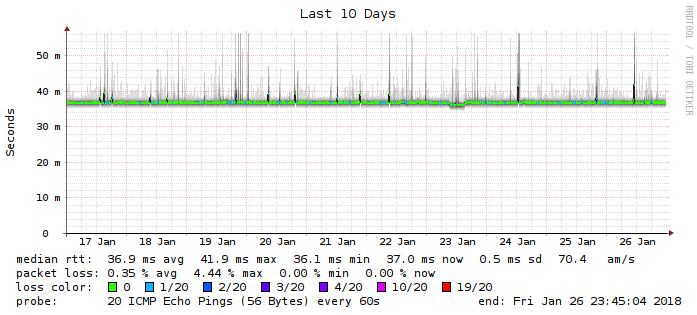 Last 10 Days
RRDTOOL / TOBI OETIKER
Seconds
50 m
40 m
30 m
20 m
10 m
0
17 Jan 18 Jan 19 Jan 20 Jan 21 Jan 22 Jan 23 Jan 24 Jan 25 Jan 26 Jan
median rtt: 36.9 ms avg 41.9 ms max 36.1 ms min 37.0 ms now 0.5 ms sd 70.4 am/s
packet loss: 0.35 % avg 4.44 % max 0.00 % min 0.00 % now
loss color: 0 1/20 2/20 3/20 4/20 10/20 19/20
probe: 20 ICMP Echo Pings (56 Bytes) every 60s end: Fri Jan 26 23:45:04 2018